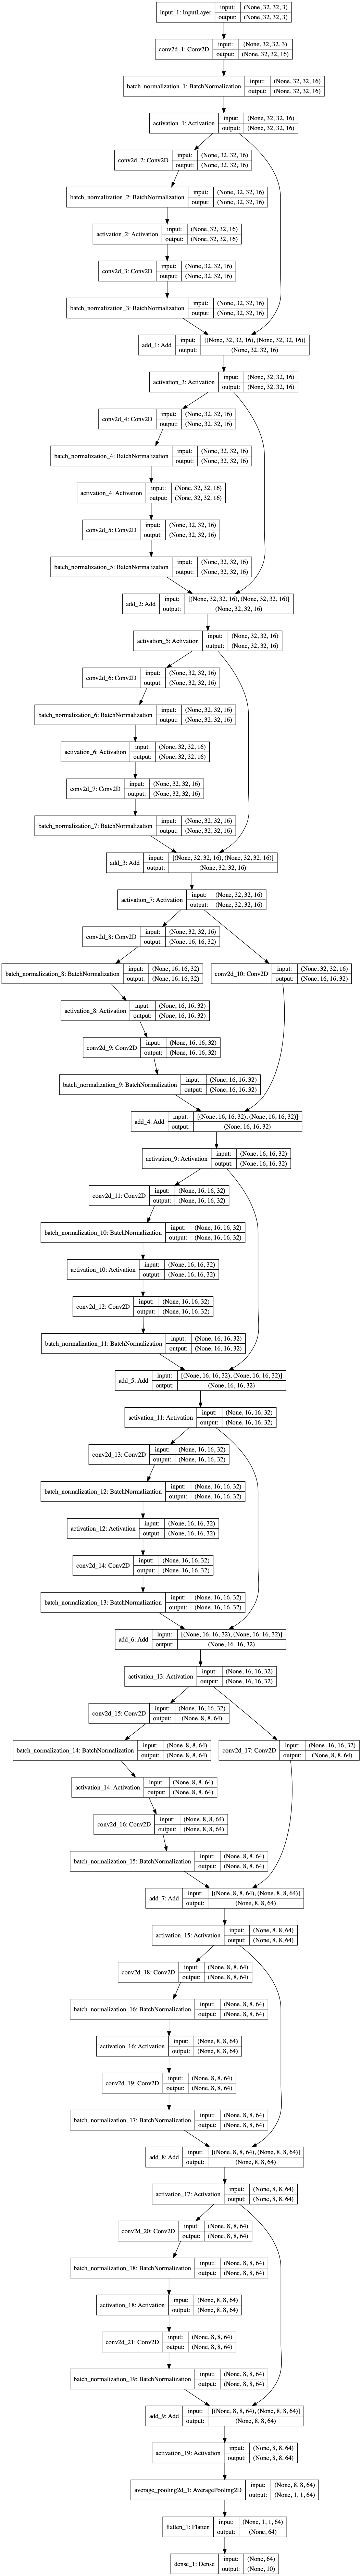 input_1: InputLayer input: (None, 32, 32, 3)
output: (None, 32, 32, 3)
conv2d_1: Conv2D input: (None, 32, 32, 3)
output: (None, 32, 32, 16)
batch_normalization_1: BatchNormalization input: (None, 32, 32, 16)
output: (None, 32, 32, 16)
activation_1: Activation input: (None, 32, 32, 16)
output: (None, 32, 32, 16)
conv2d_2: Conv2D input: (None, 32, 32, 16)
output: (None, 32, 32, 16)
batch_normalization_2: BatchNormalization input: (None, 32, 32, 16)
output: (None, 32, 32, 16)
activation_2: Activation input: (None, 32, 32, 16)
output: (None, 32, 32, 16)
conv2d_3: Conv2D input: (None, 32, 32, 16)
output: (None, 32, 32, 16)
batch_normalization_3: BatchNormalization input: (None, 32, 32, 16)
output: (None, 32, 32, 16)
add_1: Add input: [(None, 32, 32, 16), (None, 32, 32, 16)]
output: (None, 32, 32, 16)
activation_3: Activation input: (None, 32, 32, 16)
output: (None, 32, 32, 16)
conv2d_4: Conv2D input: (None, 32, 32, 16)
output: (None, 32, 32, 16)
batch_normalization_4: BatchNormalization input: (None, 32, 32, 16)
output: (None, 32, 32, 16)
activation_4: Activation input: (None, 32, 32, 16)
output: (None, 32, 32, 16)
conv2d_5: Conv2D input: (None, 32, 32, 16)
output: (None, 32, 32, 16)
batch_normalization_5: BatchNormalization input: (None, 32, 32, 16)
output: (None, 32, 32, 16)
add_2: Add input: [(None, 32, 32, 16), (None, 32, 32, 16)]
output: (None, 32, 32, 16)
activation_5: Activation input: (None, 32, 32, 16)
output: (None, 32, 32, 16)
conv2d_6: Conv2D input: (None, 32, 32, 16)
output: (None, 32, 32, 16)
batch_normalization_6: BatchNormalization input: (None, 32, 32, 16)
output: (None, 32, 32, 16)
activation_6: Activation input: (None, 32, 32, 16)
output: (None, 32, 32, 16)
conv2d_7: Conv2D input: (None, 32, 32, 16)
output: (None, 32, 32, 16)
batch_normalization_7: BatchNormalization input: (None, 32, 32, 16)
output: (None, 32, 32, 16)
add_3: Add input: [(None, 32, 32, 16), (None, 32, 32, 16)]
output: (None, 32, 32, 16)
activation_7: Activation input: (None, 32, 32, 16)
output: (None, 32, 32, 16)
conv2d_8: Conv2D input: (None, 32, 32, 16)
output: (None, 16, 16, 32)
batch_normalization_8: BatchNormalization input: (None, 16, 16, 32)
output: (None, 16, 16, 32)
conv2d_10: Conv2D input: (None, 32, 32, 16)
output: (None, 16, 16, 32)
activation_8: Activation input: (None, 16, 16, 32)
output: (None, 16, 16, 32)
conv2d_9: Conv2D input: (None, 16, 16, 32)
output: (None, 16, 16, 32)
batch_normalization_9: BatchNormalization input: (None, 16, 16, 32)
output: (None, 16, 16, 32)
add_4: Add input: [(None, 16, 16, 32), (None, 16, 16, 32)]
output: (None, 16, 16, 32)
activation_9: Activation input: (None, 16, 16, 32)
output: (None, 16, 16, 32)
conv2d_11: Conv2D input: (None, 16, 16, 32)
output: (None, 16, 16, 32)
batch_normalization_10: BatchNormalization input: (None, 16, 16, 32)
output: (None, 16, 16, 32)
activation_10: Activation input: (None, 16, 16, 32)
output: (None, 16, 16, 32)
conv2d_12: Conv2D input: (None, 16, 16, 32)
output: (None, 16, 16, 32)
batch_normalization_11: BatchNormalization input: (None, 16, 16, 32)
output: (None, 16, 16, 32)
add_5: Add input: [(None, 16, 16, 32), (None, 16, 16, 32)]
output: (None, 16, 16, 32)
activation_11: Activation input: (None, 16, 16, 32)
output: (None, 16, 16, 32)
conv2d_13: Conv2D input: (None, 16, 16, 32)
output: (None, 16, 16, 32)
batch_normalization_12: BatchNormalization input: (None, 16, 16, 32)
output: (None, 16, 16, 32)
activation_12: Activation input: (None, 16, 16, 32)
output: (None, 16, 16, 32)
conv2d_14: Conv2D input: (None, 16, 16, 32)
output: (None, 16, 16, 32)
batch_normalization_13: BatchNormalization input: (None, 16, 16, 32)
output: (None, 16, 16, 32)
add_6: Add input: [(None, 16, 16, 32), (None, 16, 16, 32)]
output: (None, 16, 16, 32)
activation_13: Activation input: (None, 16, 16, 32)
output: (None, 16, 16, 32)
conv2d_15: Conv2D input: (None, 16, 16, 32)
output: (None, 8, 8, 64)
batch_normalization_14: BatchNormalization input: (None, 8, 8, 64)
output: (None, 8, 8, 64)
conv2d_17: Conv2D input: (None, 16, 16, 32)
output: (None, 8, 8, 64)
activation_14: Activation input: (None, 8, 8, 64)
output: (None, 8, 8, 64)
conv2d_16: Conv2D input: (None, 8, 8, 64)
output: (None, 8, 8, 64)
batch_normalization_15: BatchNormalization input: (None, 8, 8, 64)
output: (None, 8, 8, 64)
add_7: Add input: [(None, 8, 8, 64), (None, 8, 8, 64)]
output: (None, 8, 8, 64)
activation_15: Activation input: (None, 8, 8, 64)
output: (None, 8, 8, 64)
conv2d_18: Conv2D input: (None, 8, 8, 64)
output: (None, 8, 8, 64)
batch_normalization_16: BatchNormalization input: (None, 8, 8, 64)
output: (None, 8, 8, 64)
activation_16: Activation input: (None, 8, 8, 64)
output: (None, 8, 8, 64)
conv2d_19: Conv2D input: (None, 8, 8, 64)
output: (None, 8, 8, 64)
batch_normalization_17: BatchNormalization input: (None, 8, 8, 64)
output: (None, 8, 8, 64)
add_8: Add input: [(None, 8, 8, 64), (None, 8, 8, 64)]
output: (None, 8, 8, 64)
activation_17: Activation input: (None, 8, 8, 64)
output: (None, 8, 8, 64)
conv2d_20: Conv2D input: (None, 8, 8, 64)
output: (None, 8, 8, 64)
batch_normalization_18: BatchNormalization input: (None, 8, 8, 64)
output: (None, 8, 8, 64)
activation_18: Activation input: (None, 8, 8, 64)
output: (None, 8, 8, 64)
conv2d_21: Conv2D input: (None, 8, 8, 64)
output: (None, 8, 8, 64)
batch_normalization_19: BatchNormalization input: (None, 8, 8, 64)
output: (None, 8, 8, 64)
add_9: Add input: [(None, 8, 8, 64), (None, 8, 8, 64)]
output: (None, 8, 8, 64)
activation_19: Activation input: (None, 8, 8, 64)
output: (None, 8, 8, 64)
average_pooling2d_1: AveragePooling2D input: (None, 8, 8, 64)
output: (None, 1, 1, 64)
flatten_1: Flatten input: (None, 1, 1, 64)
output: (None, 64)
dense_1: Dense input: (None, 64)
output: (None, 10)